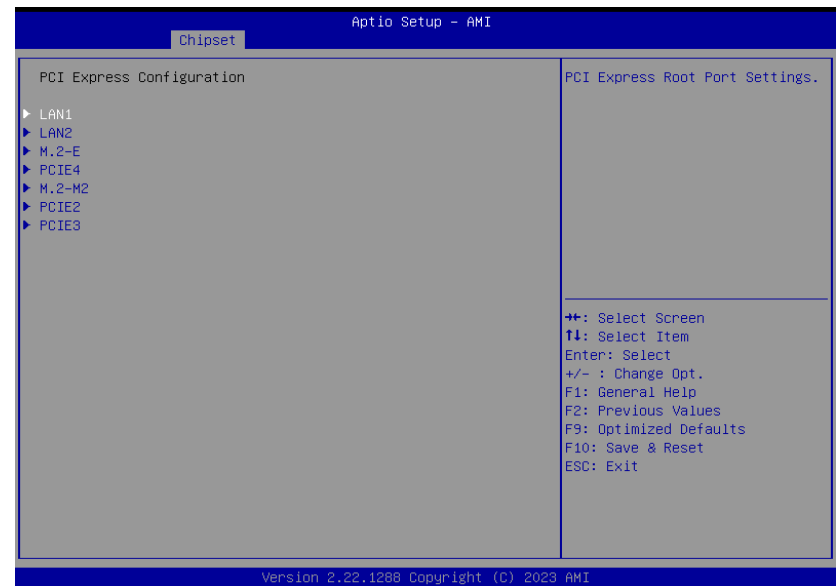 Aptio Setup – AMI
Chipset
PCI Express Configuration
▶ LAN1
▶ LAN2
▶ M.2–E
▶ PCIE4
▶ M.2–M2
▶ PCIE2
▶ PCIE3
PCI Express Root Port Settings.
→←: Select Screen
↑↓: Select Item
Enter: Select
+/– : Change Opt.
F1: General Help
F2: Previous Values
F9: Optimized Defaults
F10: Save & Reset
ESC: Exit
Version 2.22.1288 Copyright (C) 2023 AMI